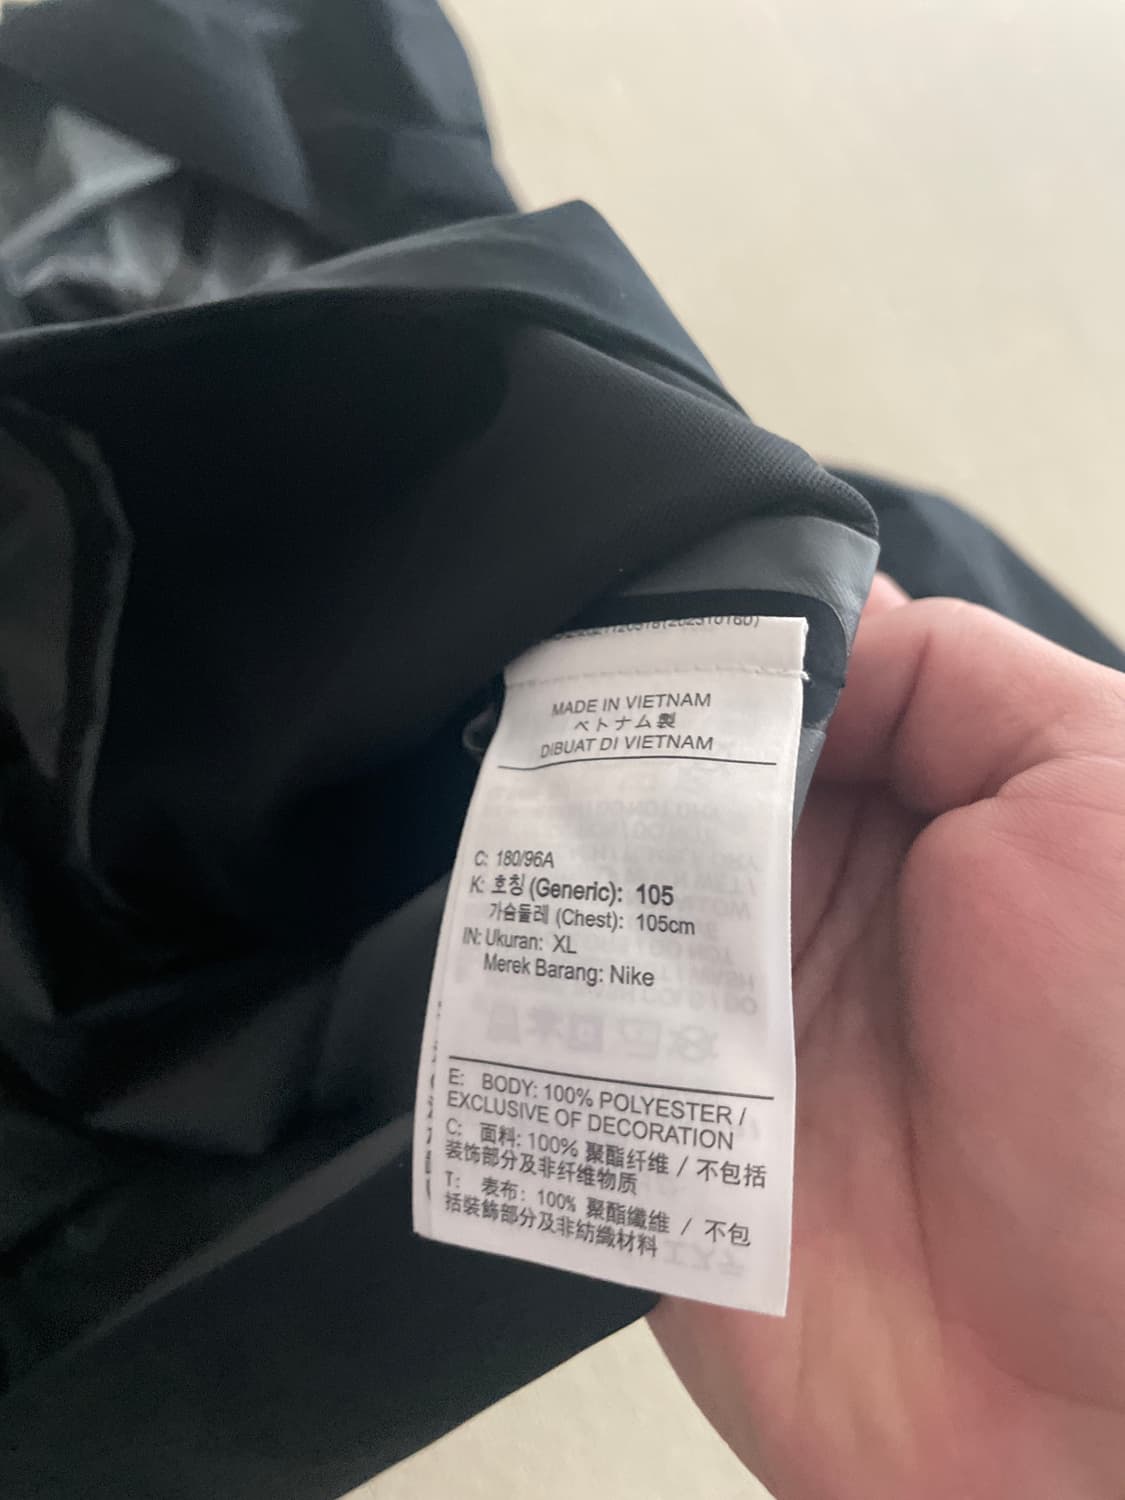 MADE IN VIETNAM
ベトナム製
DIBUAT DI VIETNAM
C: 180/96A
K: 호칭 (Generic): 105
가슴둘레 (Chest): 105cm
IN: Ukuran: XL
Merek Barang: Nike
E: BODY: 100% POLYESTER /
EXCLUSIVE OF DECORATION
C: 面料: 100% 聚酯纤维 / 不包括
装饰部分及非纤维物质
T: 表布: 100% 聚酯纖維 / 不包
括裝飾部分及非紡織材料